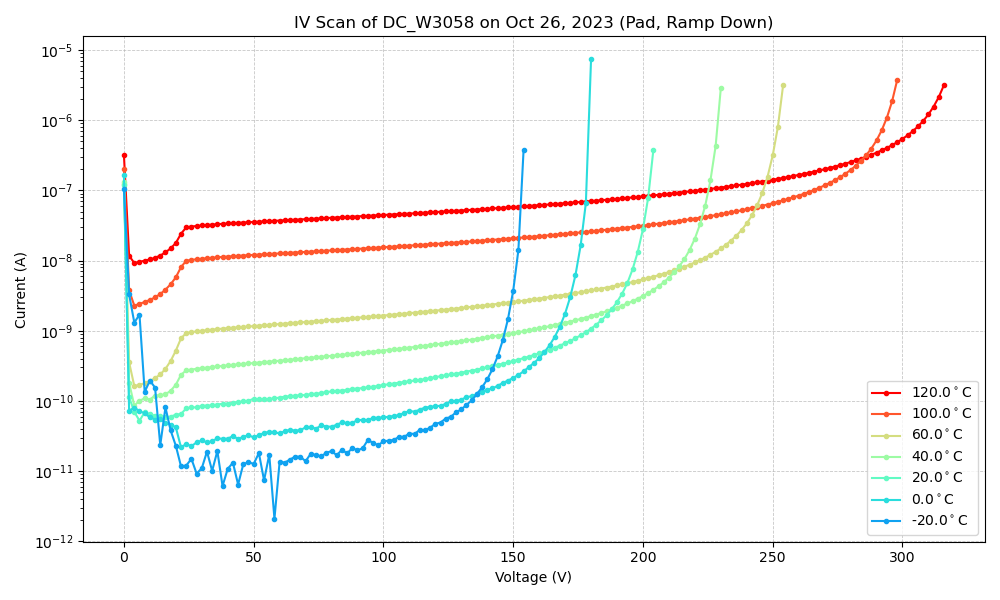 IV Scan of DC_W3058 on Oct 26, 2023 (Pad, Ramp Down)
Current (A)
10⁻⁵
10⁻⁶
10⁻⁷
10⁻⁸
10⁻⁹
10⁻¹⁰
10⁻¹¹
10⁻¹²
120.0°C
100.0°C
60.0°C
40.0°C
20.0°C
0.0°C
-20.0°C
0 50 100 150 200 250 300
Voltage (V)